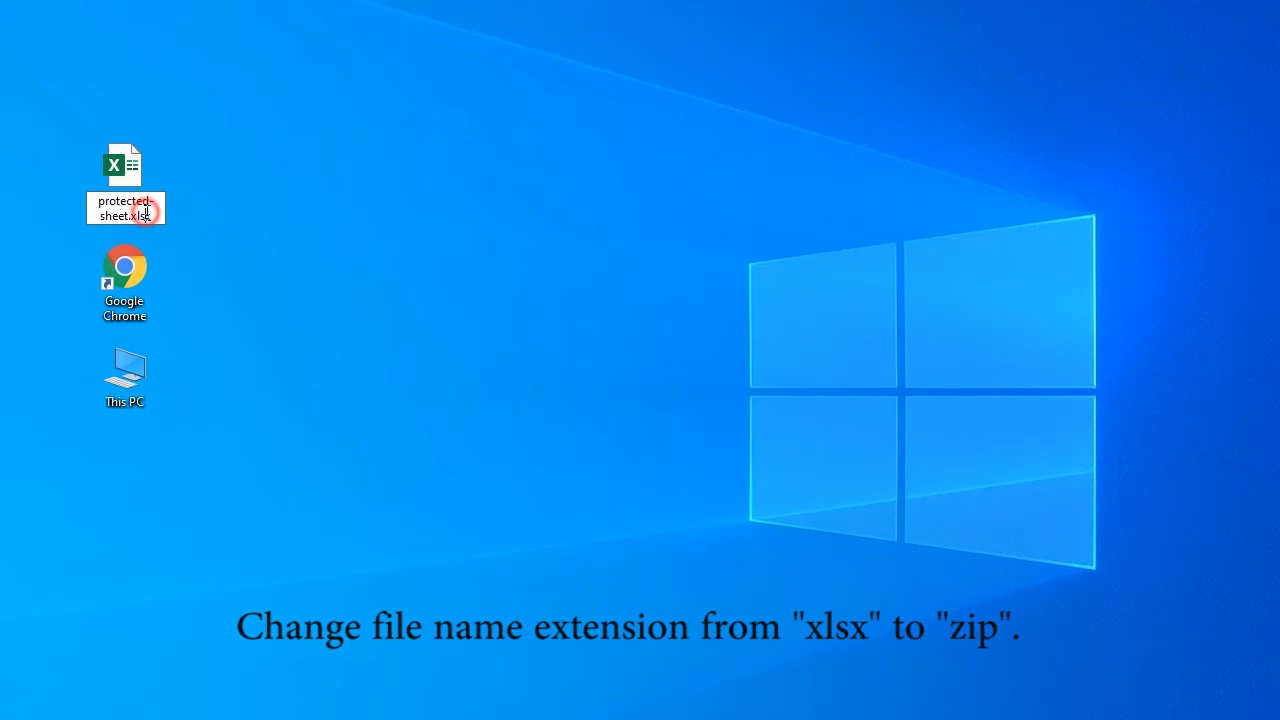 protected-
sheet.xlsx
Google
Chrome
This PC
Change file name extension from "xlsx" to "zip".